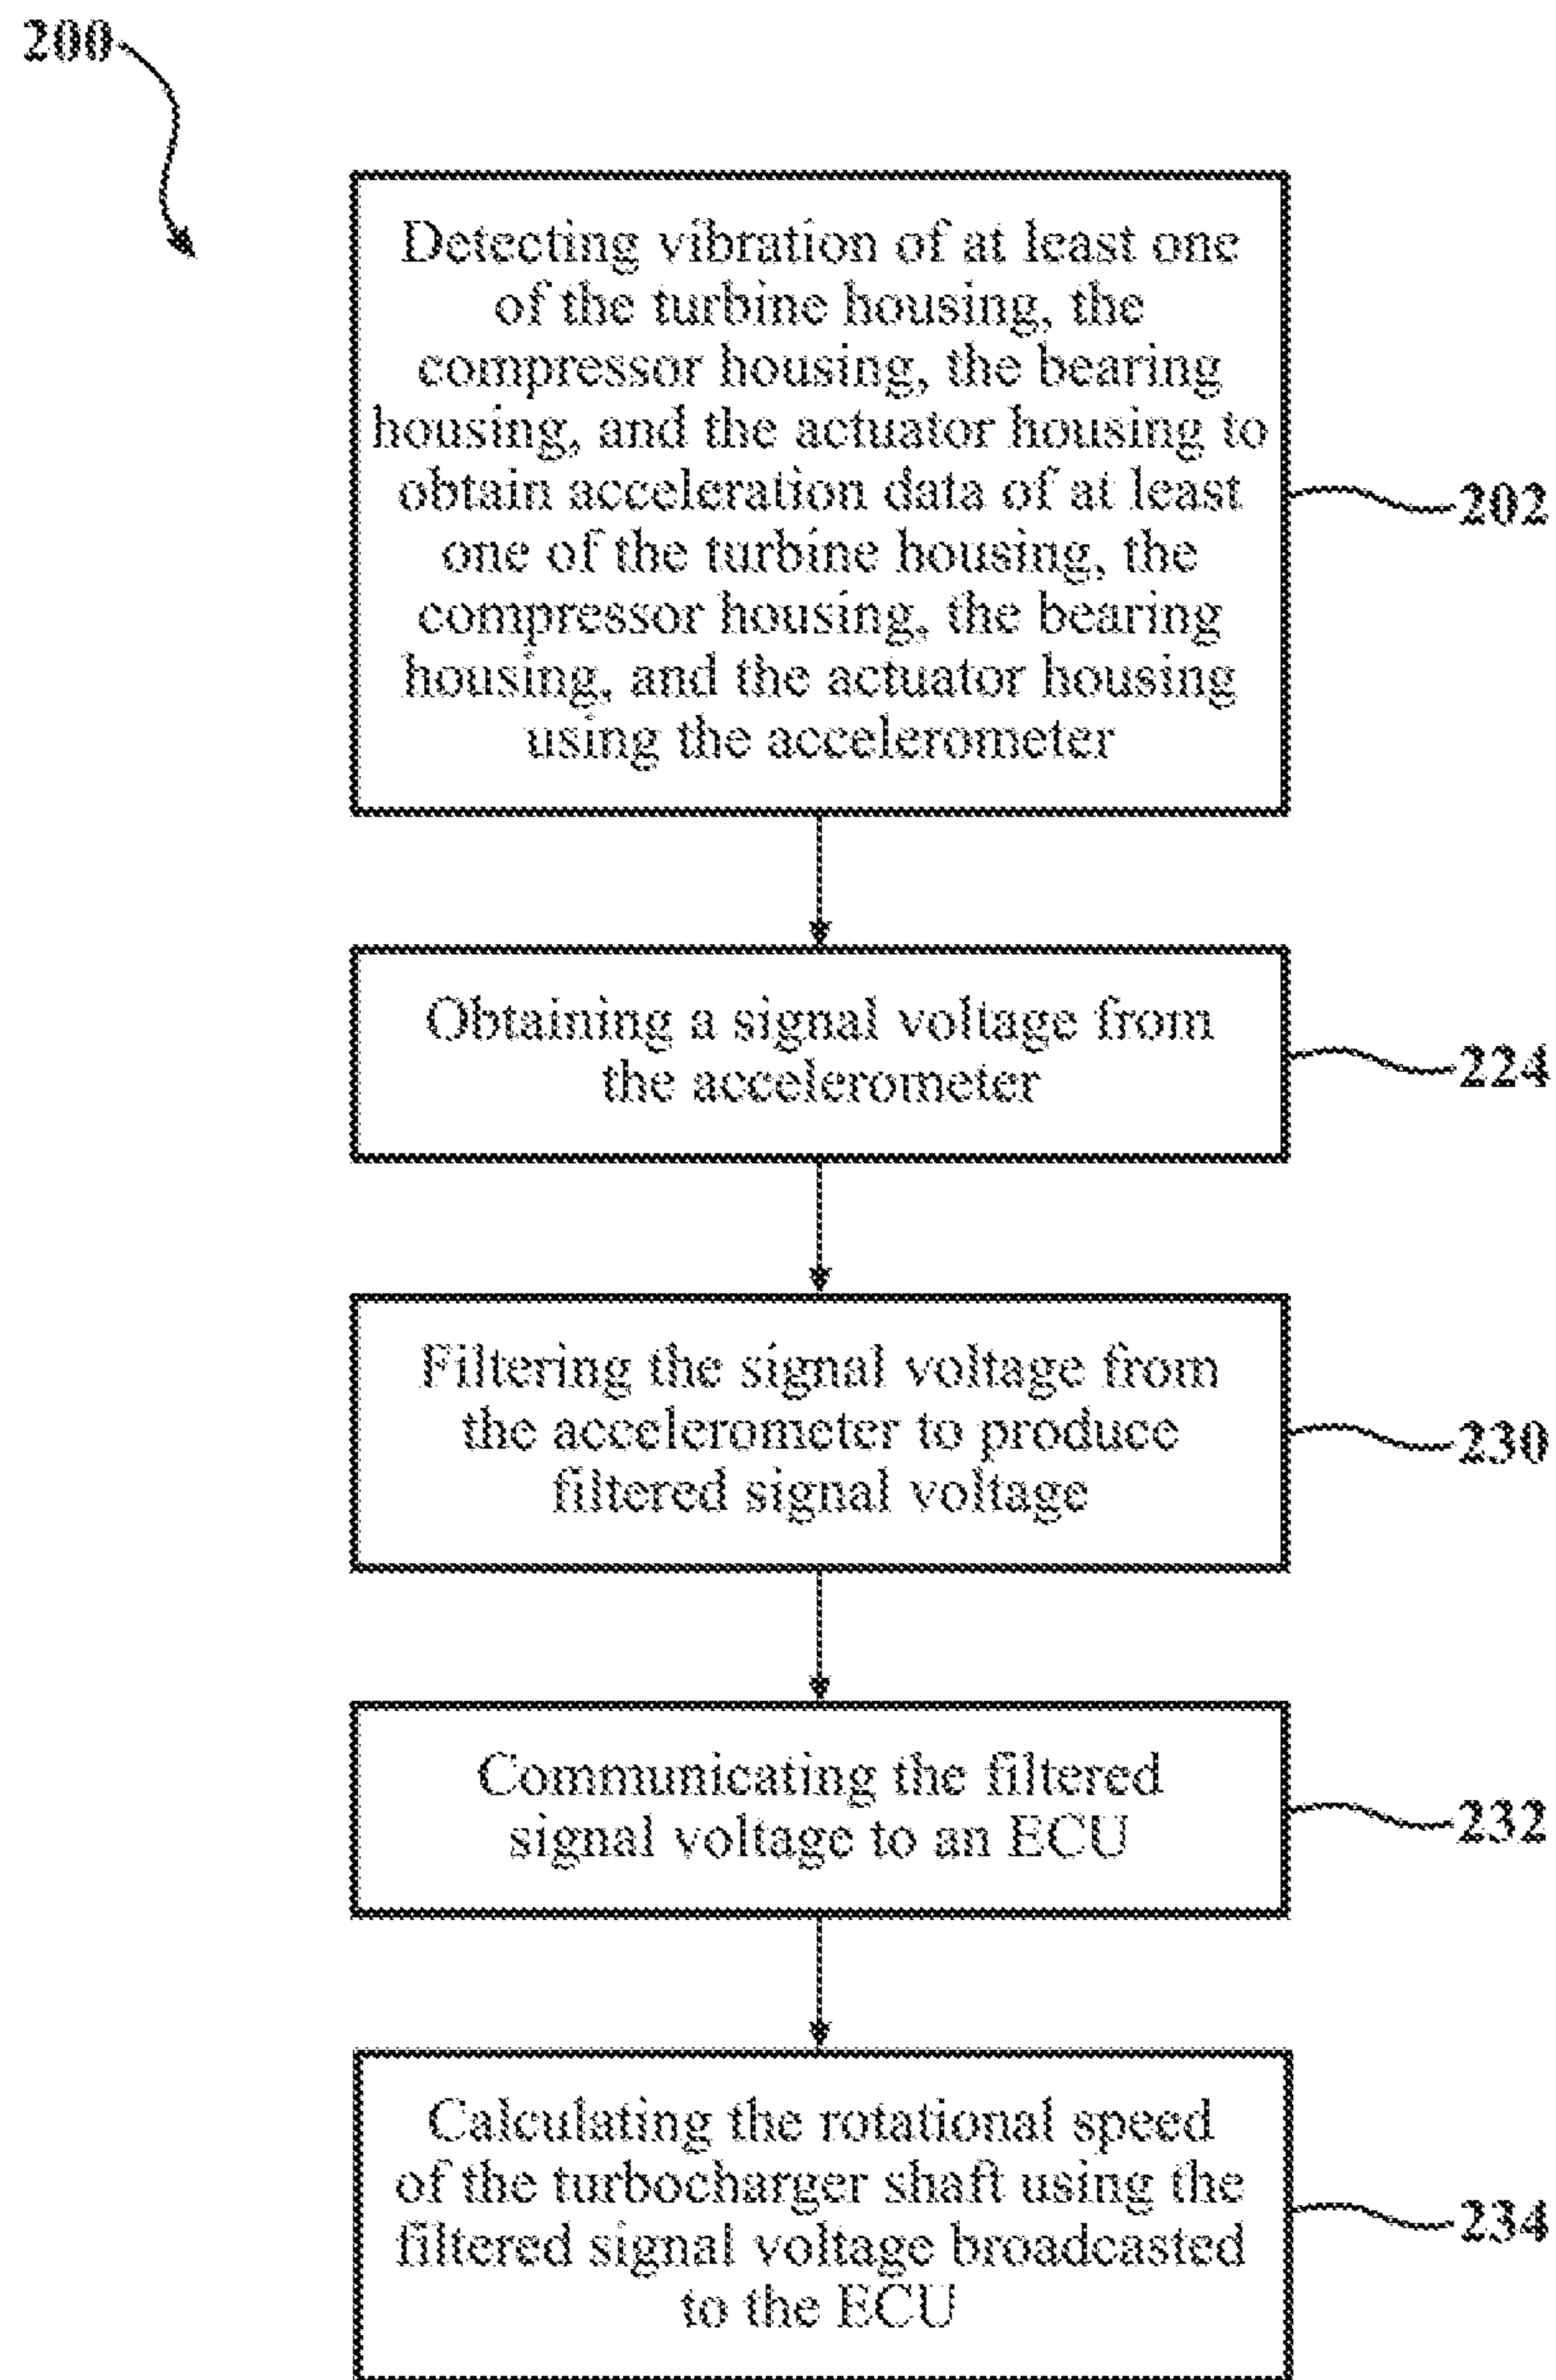 200
Detecting vibration of at least one
of the turbine housing, the
compressor housing, the bearing
housing, and the actuator housing to
obtain acceleration data of at least
one of the turbine housing, the
compressor housing, the bearing
housing, and the actuator housing
using the accelerometer
202
Obtaining a signal voltage from
the accelerometer
224
Filtering the signal voltage from
the accelerometer to produce
filtered signal voltage
230
Communicating the filtered
signal voltage to an ECU
232
Calculating the rotational speed
of the turbocharger shaft using the
filtered signal voltage broadcasted
to the ECU
234